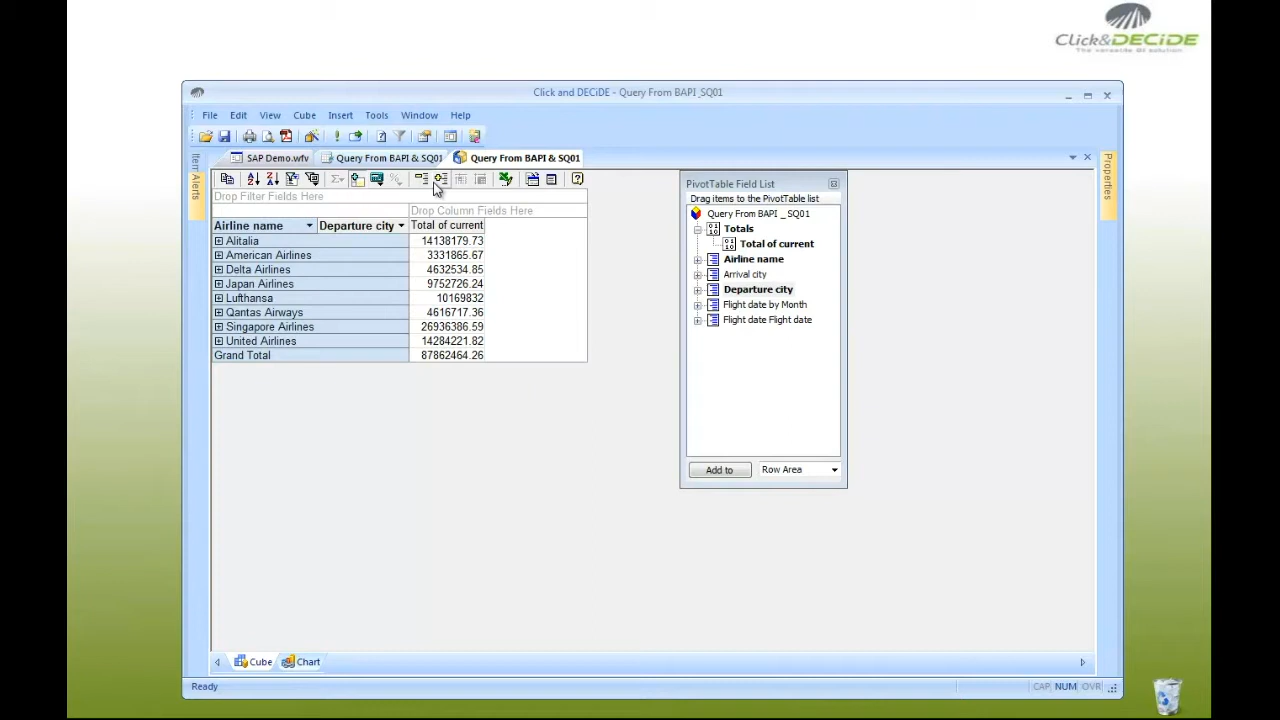 Click&DECiDE
The versatile BI solution
Click and DECiDE - Query From BAPI_SQ01
File Edit View Cube Insert Tools Window Help
SAP Demo.wfv Query From BAPI & SQ01 Query From BAPI & SQ01
Item
Alerts
Properties
Drop Filter Fields Here
Drop Column Fields Here
Airline name Departure city Total of current
Alitalia 14138179.73
American Airlines 3331865.67
Delta Airlines 4632534.85
Japan Airlines 9752726.24
Lufthansa 10169832
Qantas Airways 4616717.36
Singapore Airlines 26936386.59
United Airlines 14284221.82
Grand Total 87862464.26
PivotTable Field List
Drag items to the PivotTable list
Query From BAPI _ SQ01
Totals
Total of current
Airline name
Arrival city
Departure city
Flight date by Month
Flight date Flight date
Add to Row Area
Cube Chart
Ready CAP NUM OVR